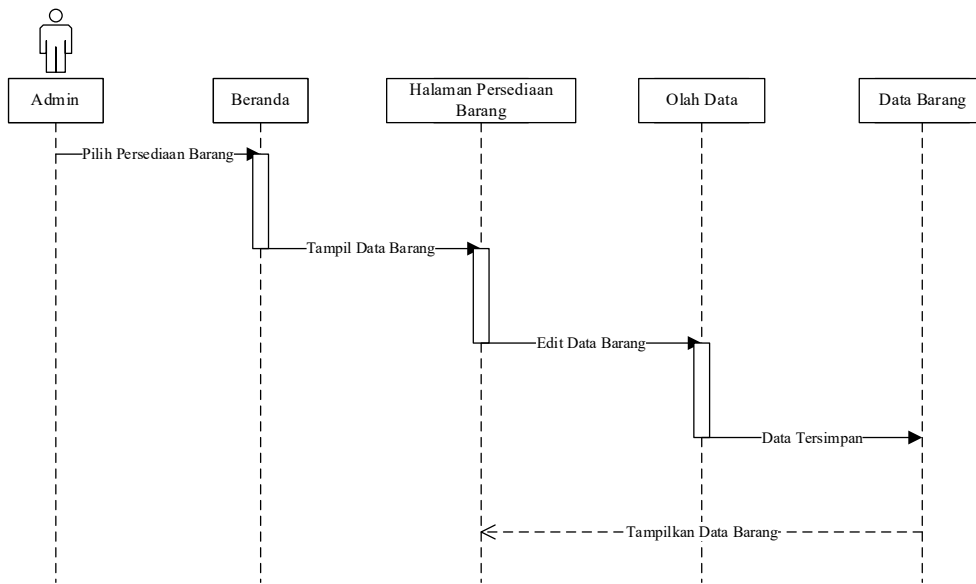 Admin
Beranda
Halaman Persediaan
Barang
Olah Data
Data Barang
Pilih Persediaan Barang
Tampil Data Barang
Edit Data Barang
Data Tersimpan
Tampilkan Data Barang